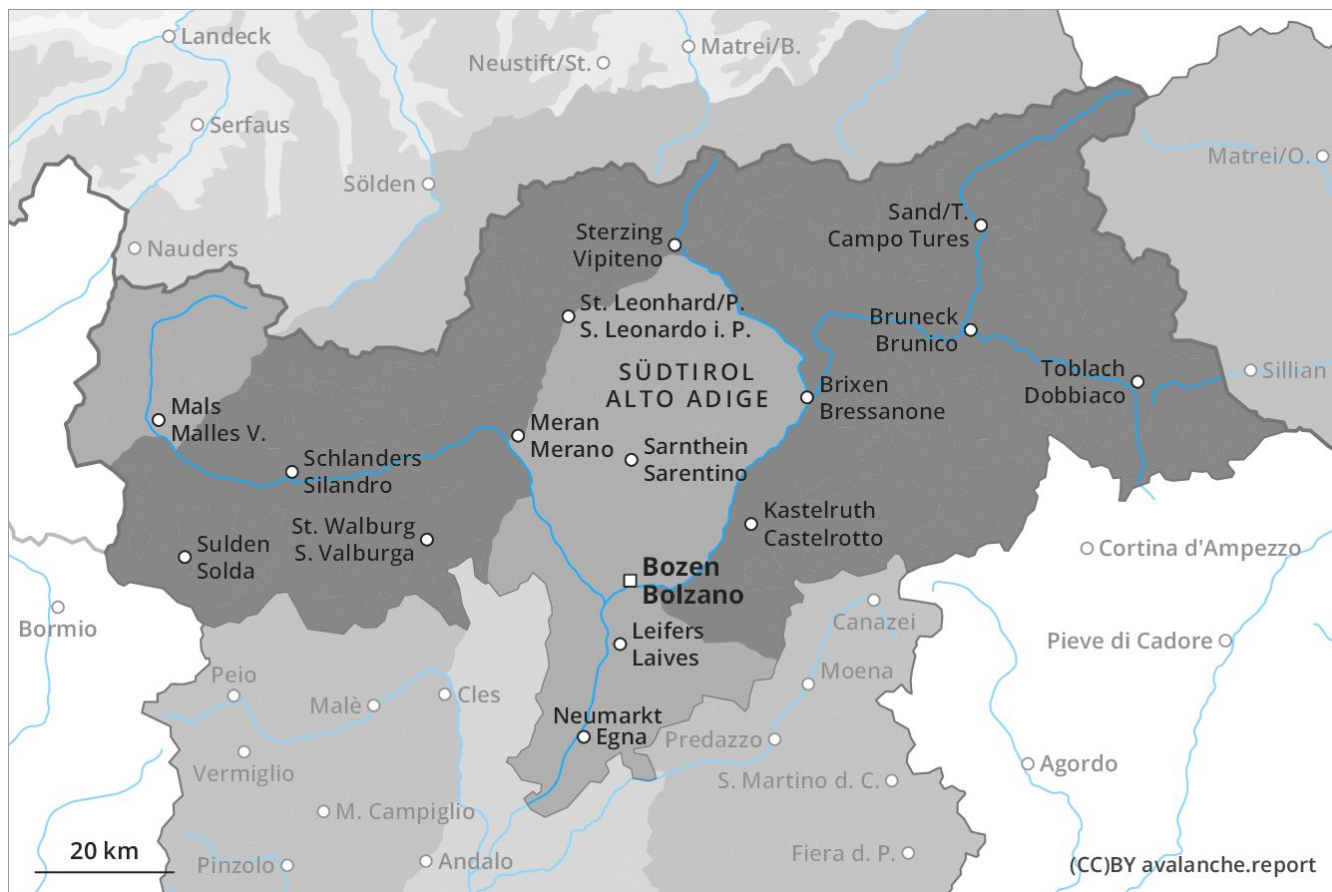 Landeck
Matrei/B.
Neustift/St.
Serfaus
Matrei/O.
Sölden
Sand/T.
Campo Tures
Sterzing
Vipiteno
Nauders
St. Leonhard/P.
S. Leonardo i. P.
Bruneck
Brunico
SÜDTIROL
ALTO ADIGE
Toblach
Dobbiaco
Sillian
Brixen
Bressanone
Mals
Malles V.
Meran
Merano
Sarnthein
Sarentino
Schlanders
Silandro
Kastelruth
Castelrotto
St. Walburg
S. Valburga
Sulden
Solda
Cortina d'Ampezzo
Bozen
Bolzano
Bormio
Canazei
Leifers
Laives
Pieve di Cadore
Peio
Moena
Cles
Malè
Neumarkt
Egna
Predazzo
Vermiglio
Agordo
S. Martino d. C.
M. Campiglio
20 km
Pinzolo
Andalo
Fiera d. P.
(CC)BY avalanche.report